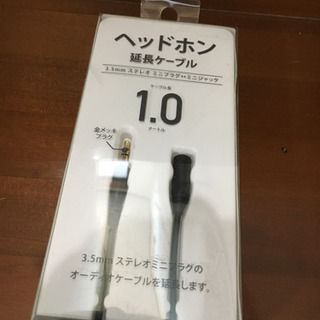 ヘッドホン
延長ケーブル
3.5mm ステレオ ミニプラグ⇔ミニジャック
ケーブル長
1.0
メートル
金メッキ
プラグ
3.5mm ステレオミニプラグの
オーディオケーブルを延長します。